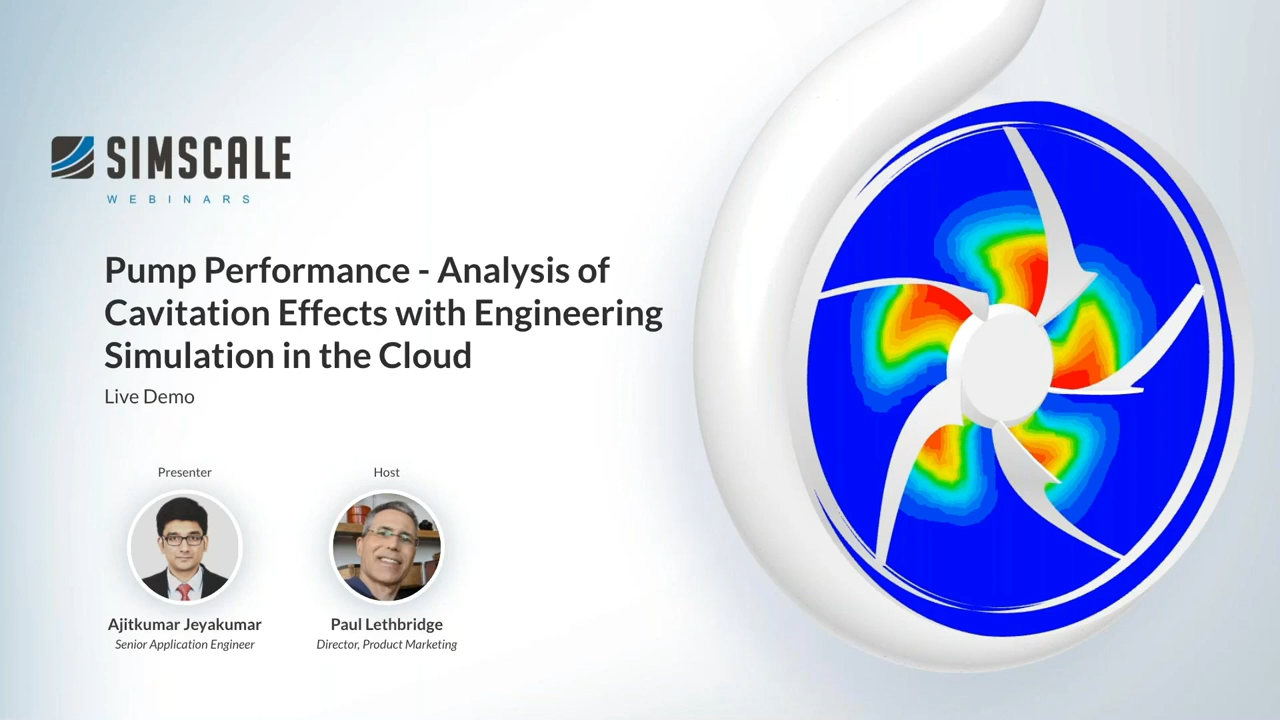 SIMSCALE
WEBINARS
Pump Performance - Analysis of
Cavitation Effects with Engineering
Simulation in the Cloud
Live Demo
Presenter
Host
Ajitkumar Jeyakumar
Paul Lethbridge
Senior Application Engineer
Director, Product Marketing